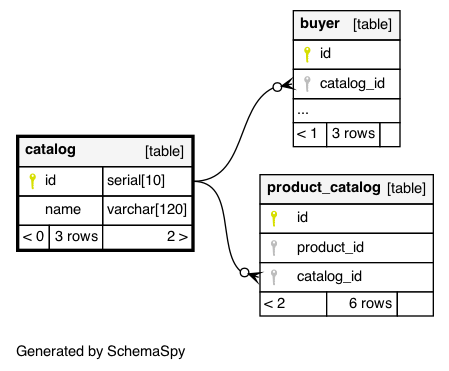 buyer [table]
id
catalog_id
...
< 1 3 rows
catalog [table]
id serial[10]
name varchar[120]
< 0 3 rows 2 >
product_catalog [table]
id
product_id
catalog_id
< 2 6 rows
Generated by SchemaSpy